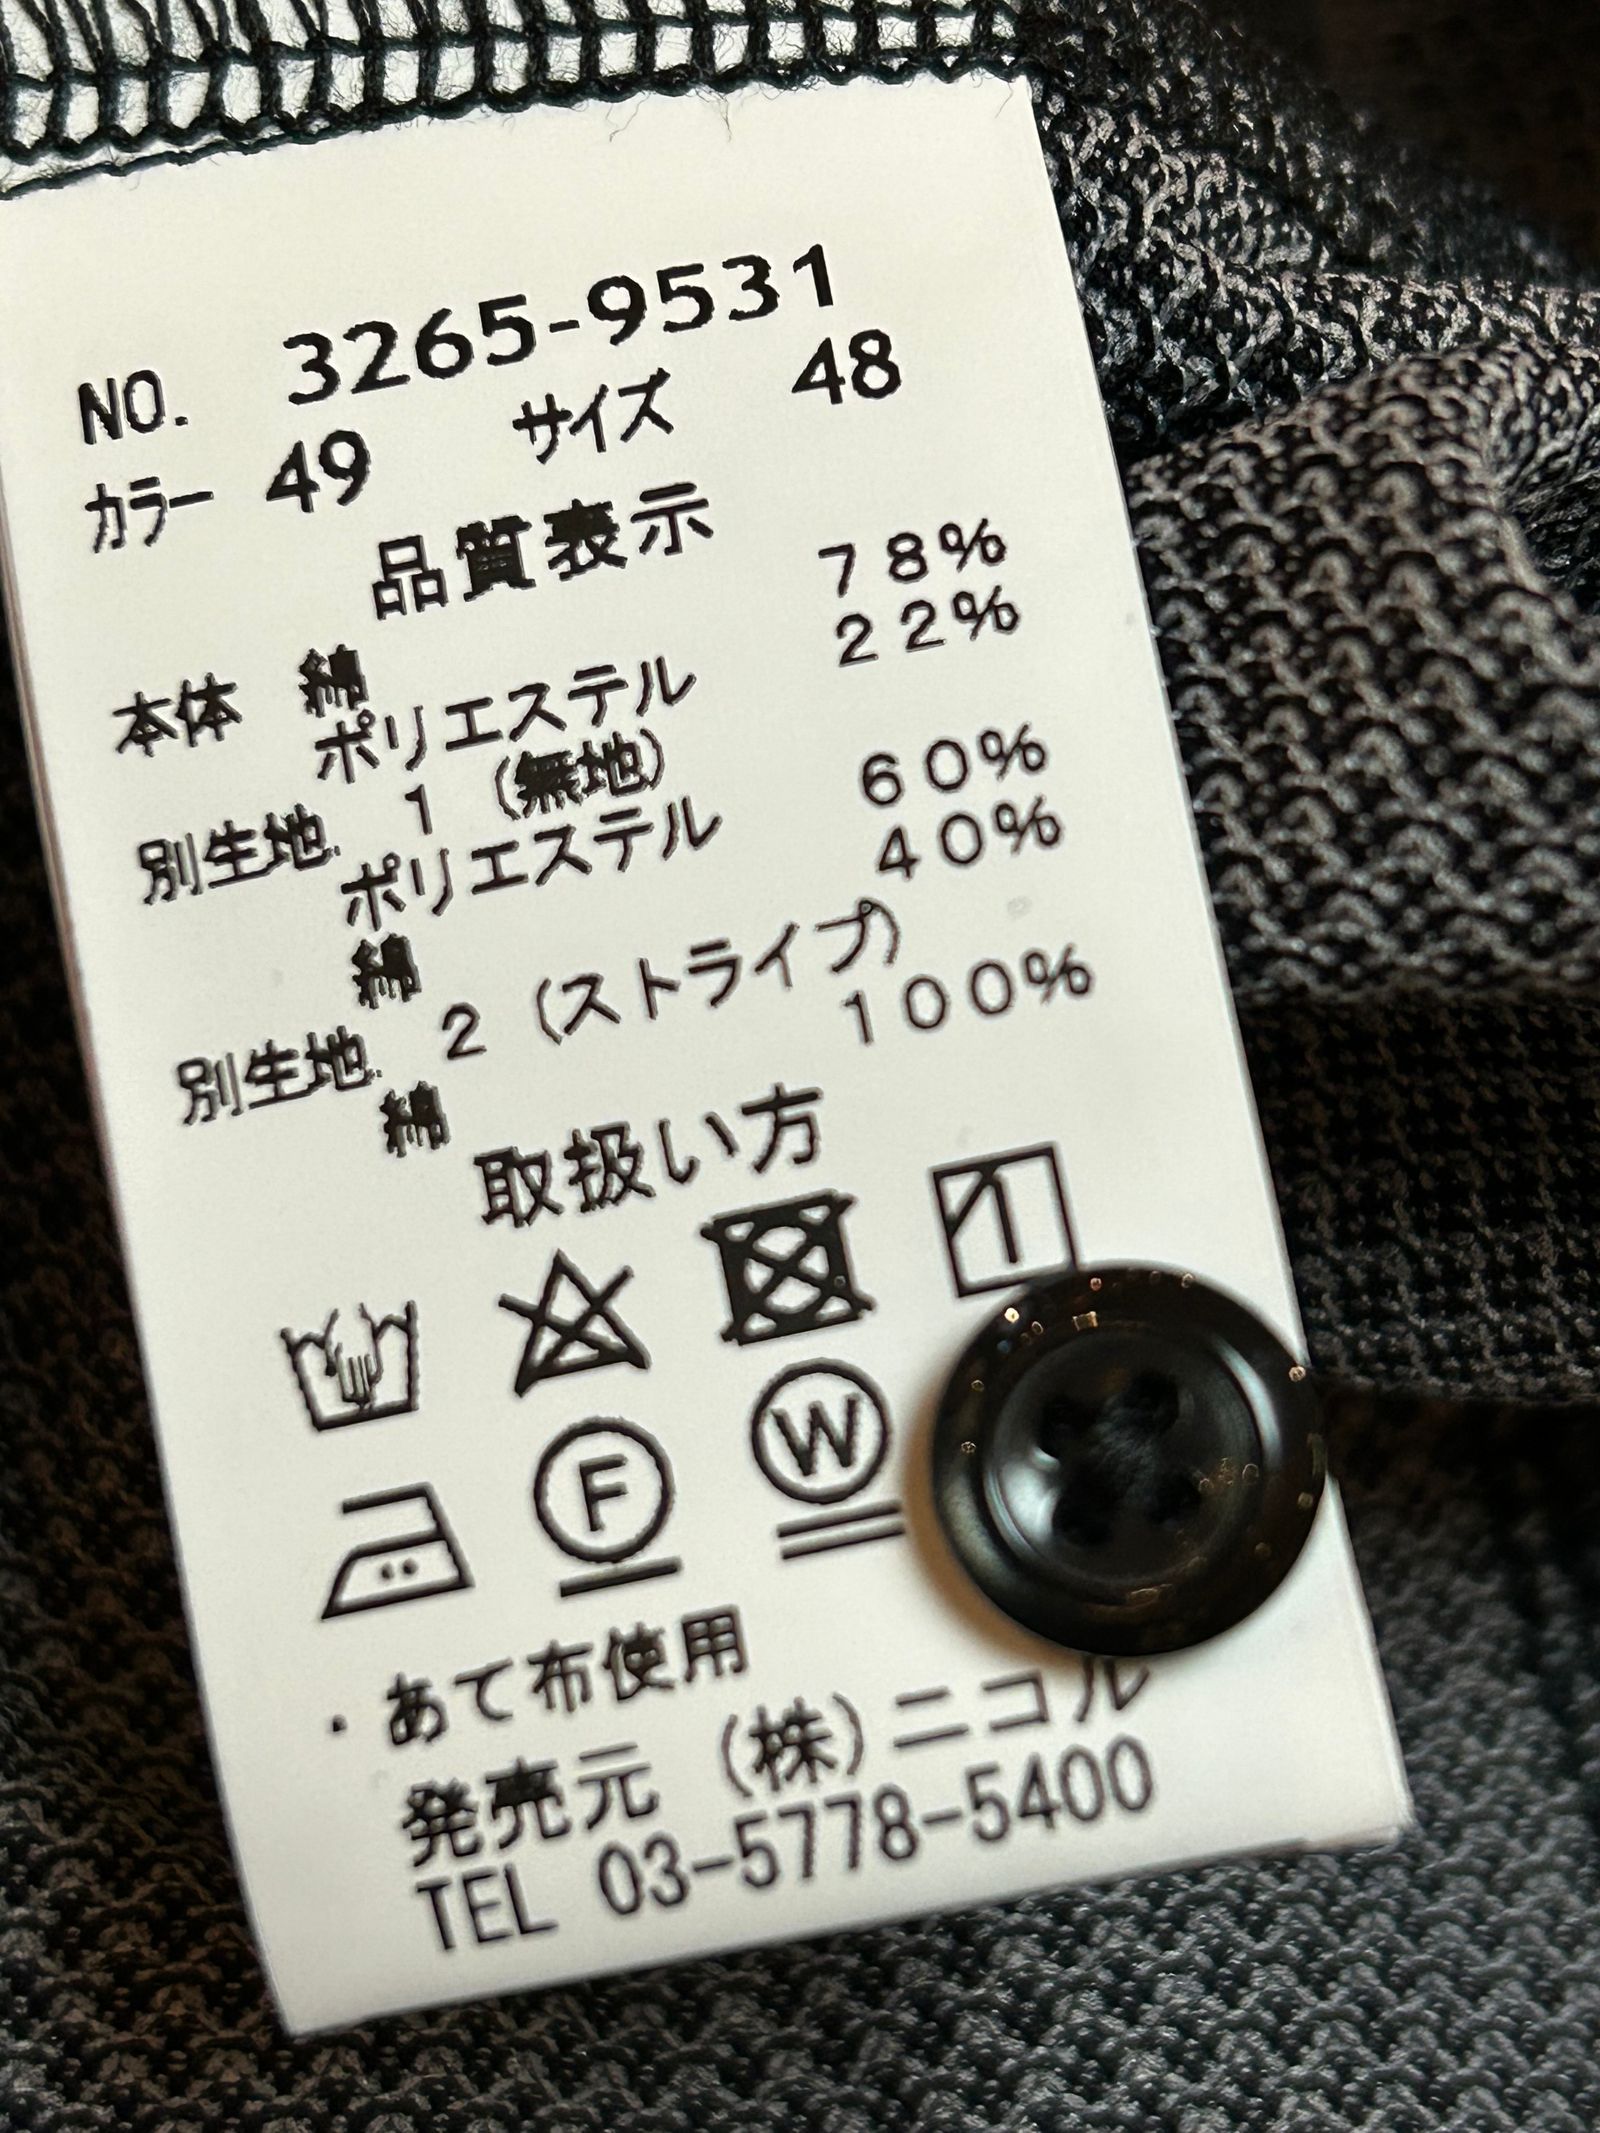 NO. 3265-9531
カラー 49 サイズ 48
品質表示
本体 綿 78%
ポリエステル 22%
別生地 1 (無地)
ポリエステル 60%
綿 40%
別生地 2 (ストライプ)
綿 100%
取扱い方
F W
・あて布使用
発売元 (株)ニコル
TEL 03-5778-5400